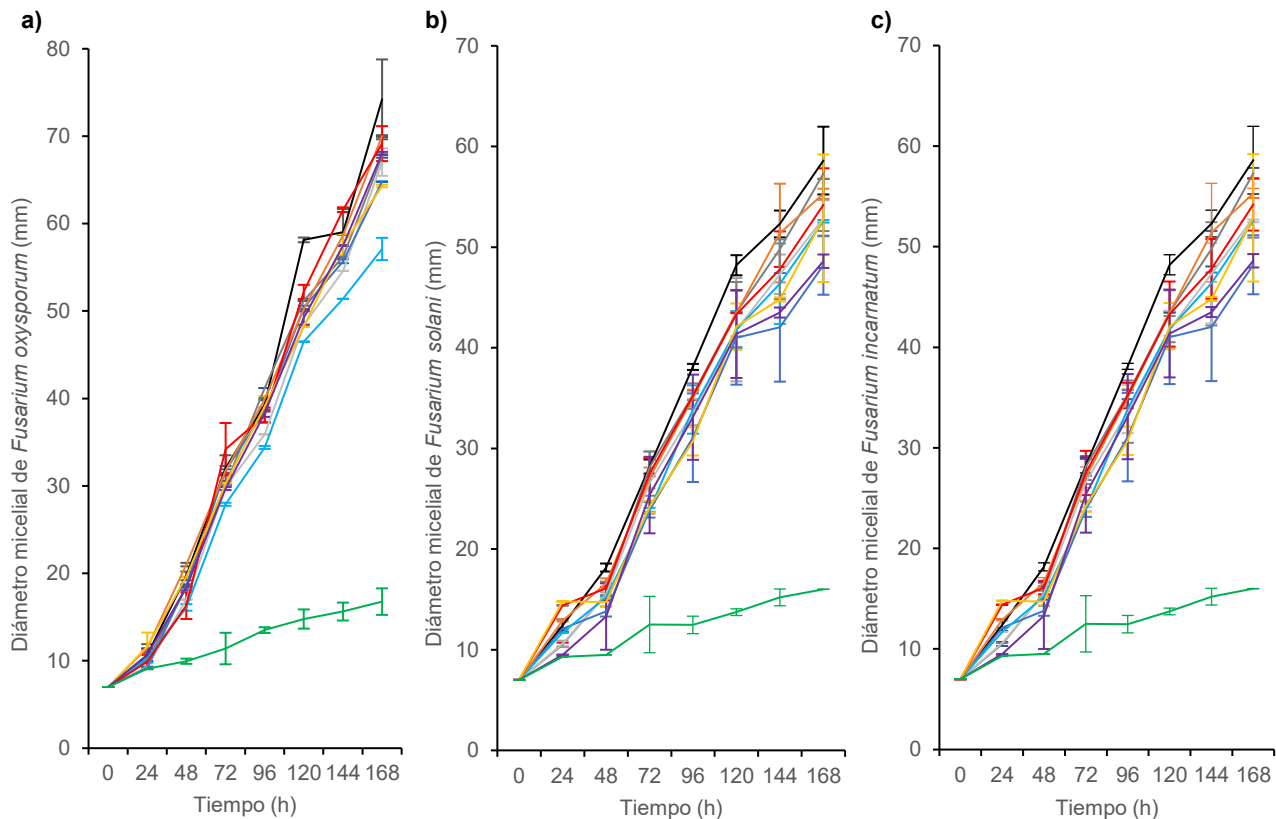 a)
Diámetro micelial de Fusarium oxysporum (mm)
80
70
60
50
40
30
20
10
0
0 24 48 72 96 120 144 168
Tiempo (h)
b)
Diámetro micelial de Fusarium solani (mm)
70
60
50
40
30
20
10
0
0 24 48 72 96 120 144 168
Tiempo (h)
c)
Diámetro micelial de Fusarium incarnatum (mm)
70
60
50
40
30
20
10
0
0 24 48 72 96 120 144 168
Tiempo (h)